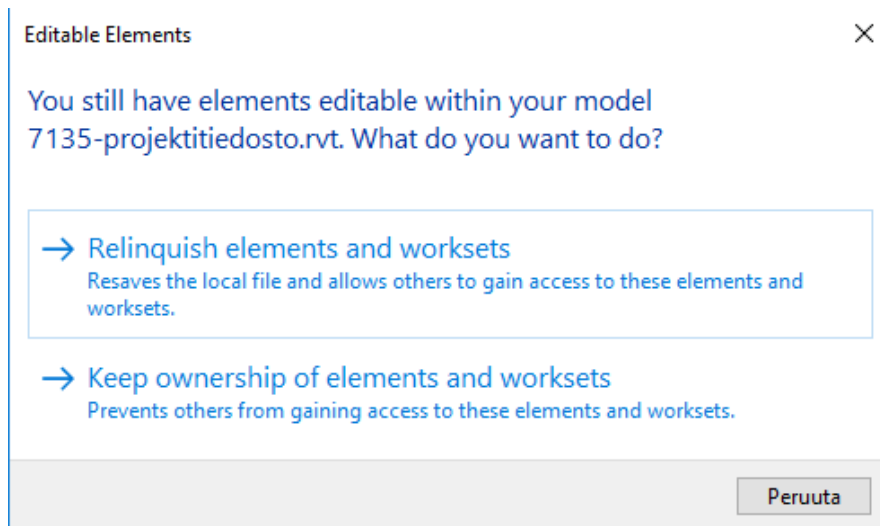 Editable Elements
You still have elements editable within your model
7135-projektitiedosto.rvt. What do you want to do?
Relinquish elements and worksets
Resaves the local file and allows others to gain access to these elements and
worksets.
Keep ownership of elements and worksets
Prevents others from gaining access to these elements and worksets.
Peruuta